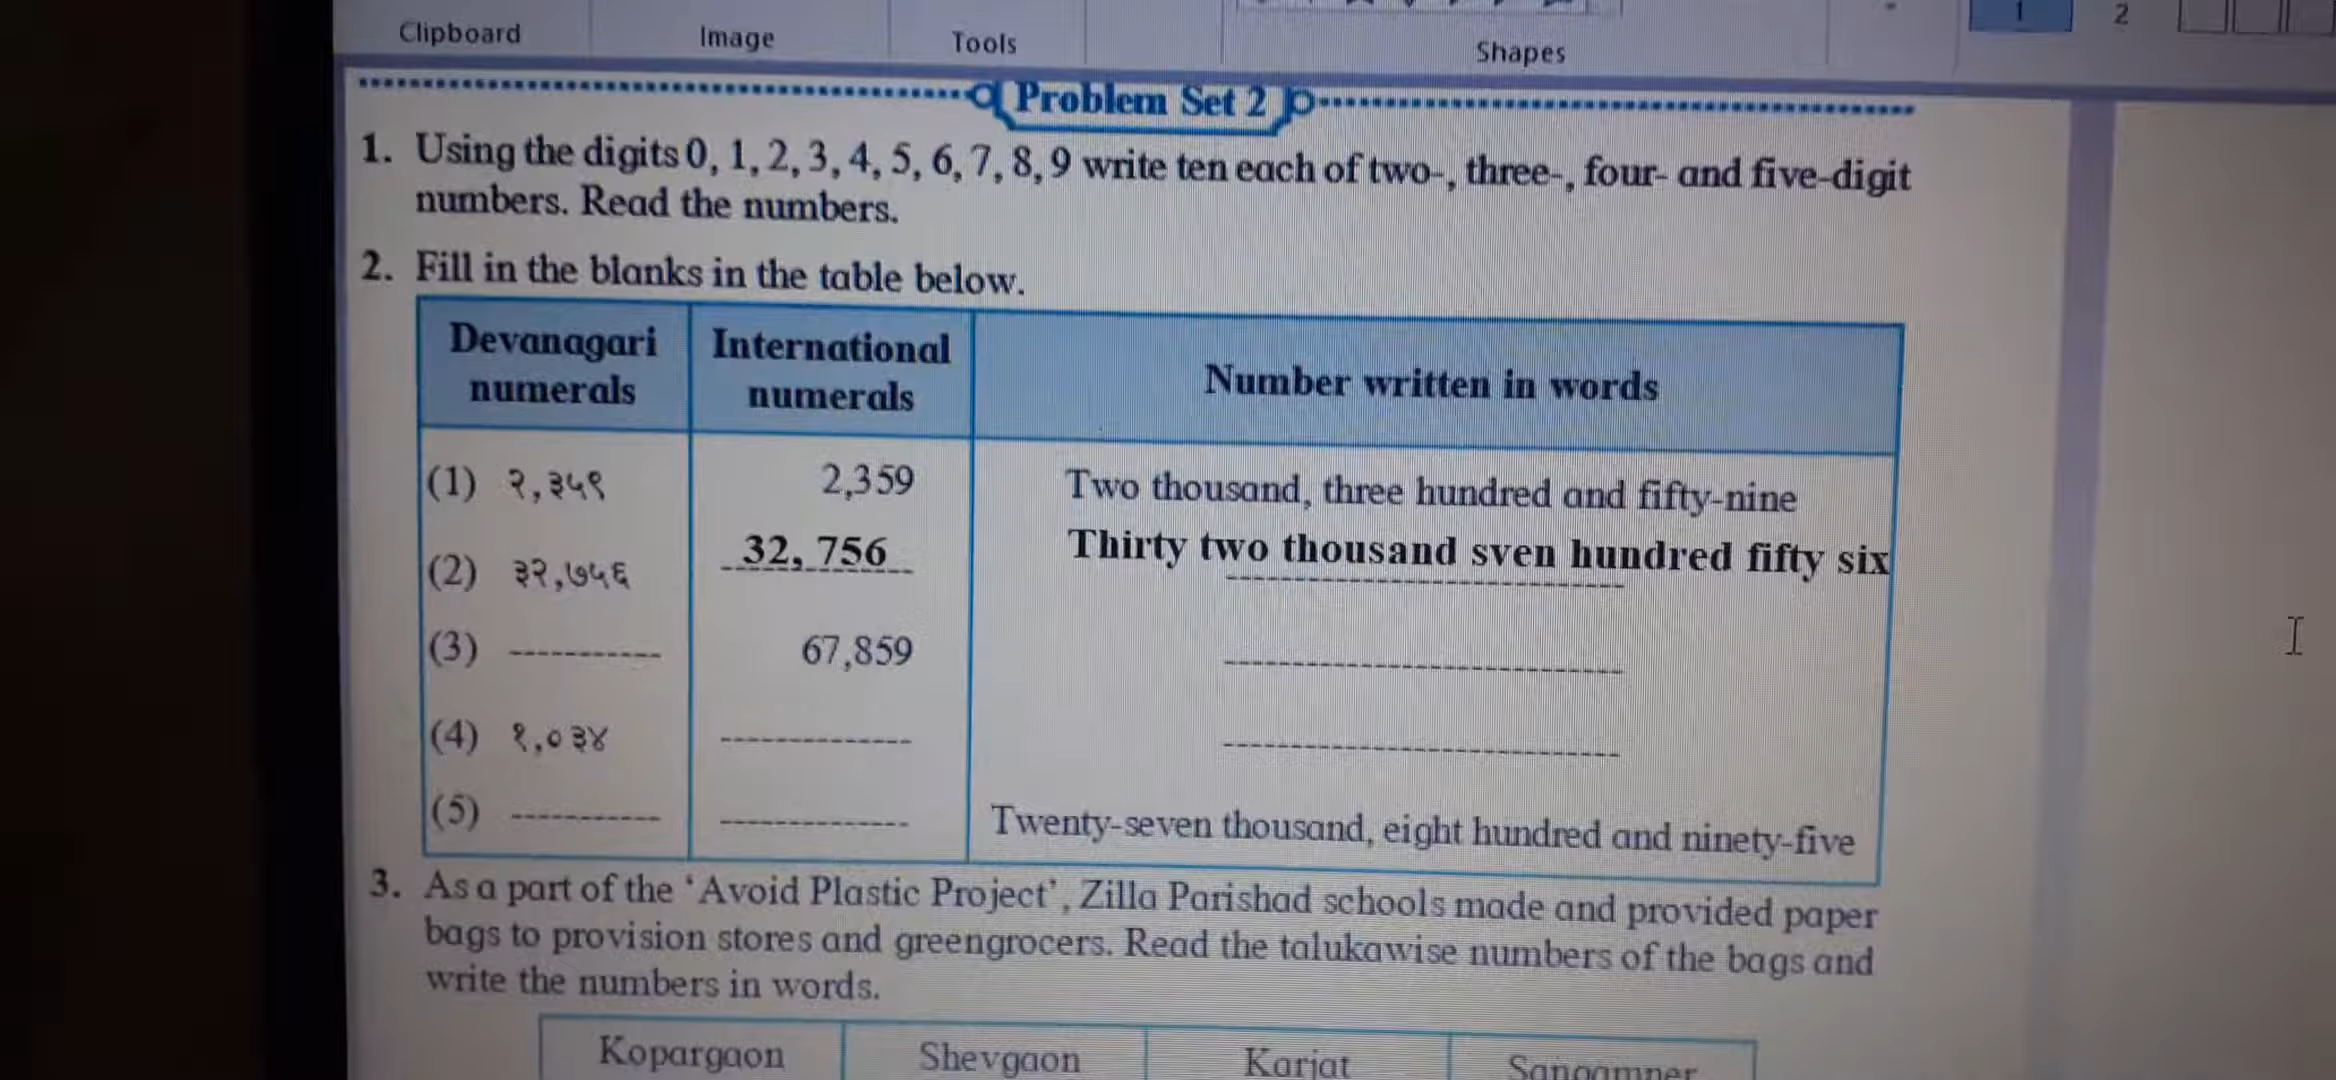 Clipboard
Image
Tools
Shapes
1
2
Problem Set 2
1. Using the digits 0, 1, 2, 3, 4, 5, 6, 7, 8, 9 write ten each of two-, three-, four- and five-digit
numbers. Read the numbers.
2. Fill in the blanks in the table below.
Devanagari numerals
International numerals
Number written in words
(1) २,३५९ 2,359 Two thousand, three hundred and fifty-nine
(2) ३२,७५६ 32, 756 Thirty two thousand sven hundred fifty six
(3) ----------- 67,859 -----------
(4) १,०३४ ----------- -----------
(5) ----------- ----------- Twenty-seven thousand, eight hundred and ninety-five
3. As a part of the ‘Avoid Plastic Project’, Zilla Parishad schools made and provided paper
bags to provision stores and greengrocers. Read the talukawise numbers of the bags and
write the numbers in words.
Kopargaon Shevgaon Karjat Sangamner